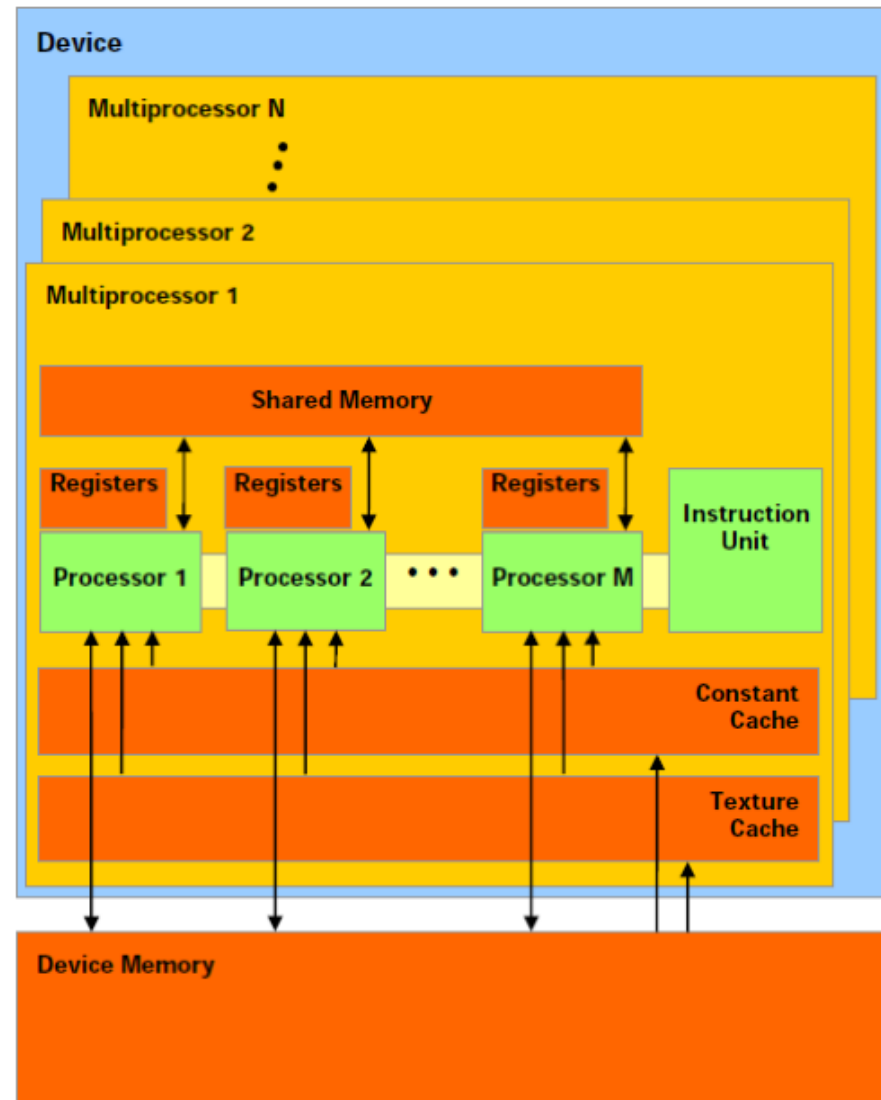 Device
Multiprocessor N
Multiprocessor 2
Multiprocessor 1
Shared Memory
Registers
Registers
Registers
Instruction
Unit
Processor 1
Processor 2
• • •
Processor M
Constant
Cache
Texture
Cache
Device Memory